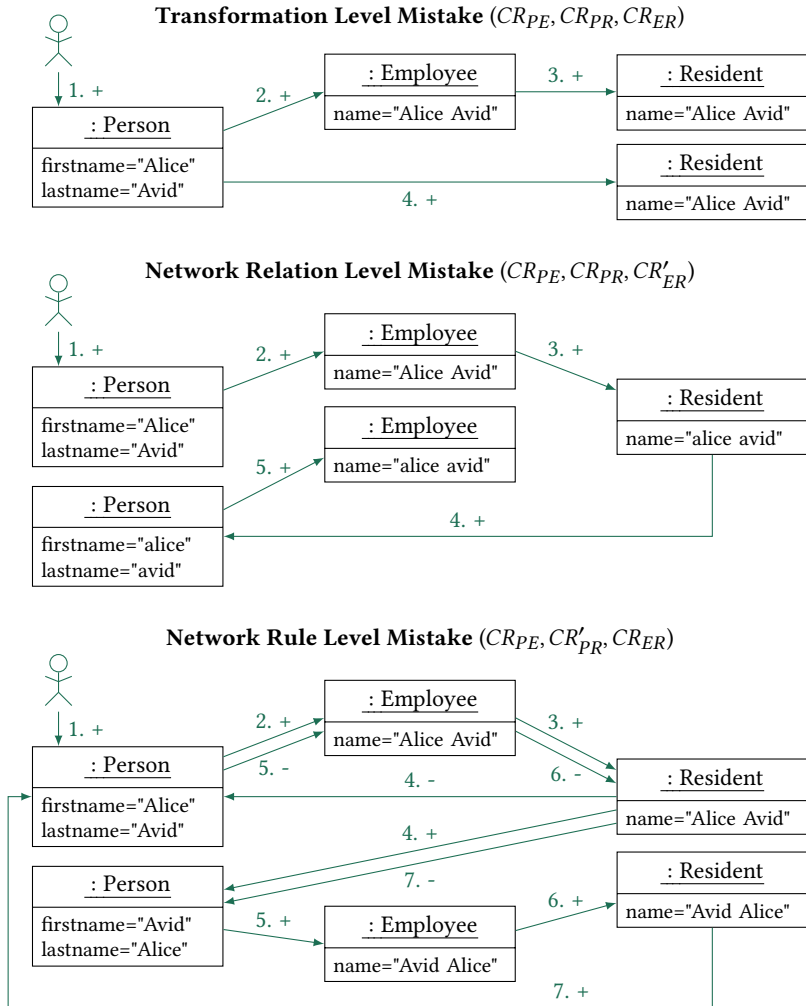 Transformation Level Mistake (CR_PE, CR_PR, CR_ER)
1. +
: Person
firstname="Alice"
lastname="Avid"
2. +
: Employee
name="Alice Avid"
3. +
: Resident
name="Alice Avid"
4. +
: Resident
name="Alice Avid"
Network Relation Level Mistake (CR_PE, CR_PR, CR′_ER)
1. +
: Person
firstname="Alice"
lastname="Avid"
2. +
: Employee
name="Alice Avid"
3. +
: Resident
name="alice avid"
4. +
: Person
firstname="alice"
lastname="avid"
5. +
: Employee
name="alice avid"
Network Rule Level Mistake (CR_PE, CR′_PR, CR_ER)
1. +
: Person
firstname="Alice"
lastname="Avid"
2. +
5. -
: Employee
name="Alice Avid"
3. +
6. -
: Resident
name="Alice Avid"
4. -
4. +
7. -
: Person
firstname="Avid"
lastname="Alice"
5. +
: Employee
name="Avid Alice"
6. +
: Resident
name="Avid Alice"
7. +